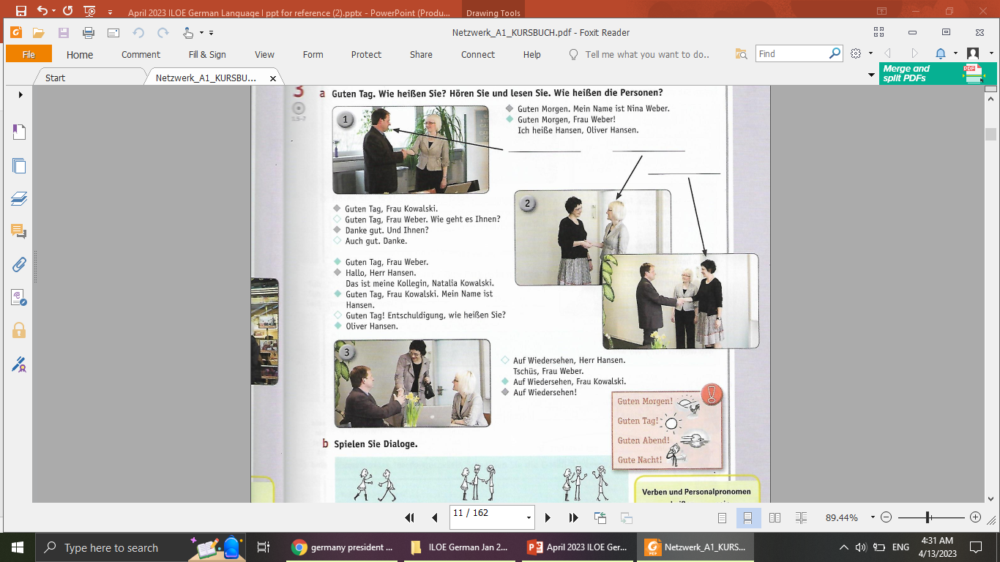 April 2023 ILOE German Language I ppt for reference (2).pptx - PowerPoint (Produ...
Drawing Tools
Netzwerk_A1_KURSBUCH.pdf - Foxit Reader
File
Home
Comment
Fill & Sign
View
Form
Protect
Share
Connect
Help
Tell me what you want to do..
Find
Start
Netzwerk_A1_KURSBU...
Merge and
split PDFs
PDF
3 a Guten Tag. Wie heißen Sie? Hören Sie und lesen Sie. Wie heißen die Personen?
1
Guten Morgen. Mein Name ist Nina Weber.
Guten Morgen, Frau Weber!
Ich heiße Hansen, Oliver Hansen.
2
Guten Tag, Frau Kowalski.
Guten Tag, Frau Weber. Wie geht es Ihnen?
Danke gut. Und Ihnen?
Auch gut. Danke.
Guten Tag, Frau Weber.
Hallo, Herr Hansen.
Das ist meine Kollegin, Natalia Kowalski.
Guten Tag, Frau Kowalski. Mein Name ist
Hansen.
Guten Tag! Entschuldigung, wie heißen Sie?
Oliver Hansen.
3
Auf Wiedersehen, Herr Hansen.
Tschüs, Frau Weber.
Auf Wiedersehen, Frau Kowalski.
Auf Wiedersehen!
Guten Morgen!
Guten Tag!
Guten Abend!
Gute Nacht!
b Spielen Sie Dialoge.
Verben und Personalpronomen
11 / 162
89.44%
Type here to search
germany president ...
ILOE German Jan 2...
April 2023 ILOE Ger...
Netzwerk_A1_KURS...
ENG
4:31 AM
4/13/2023